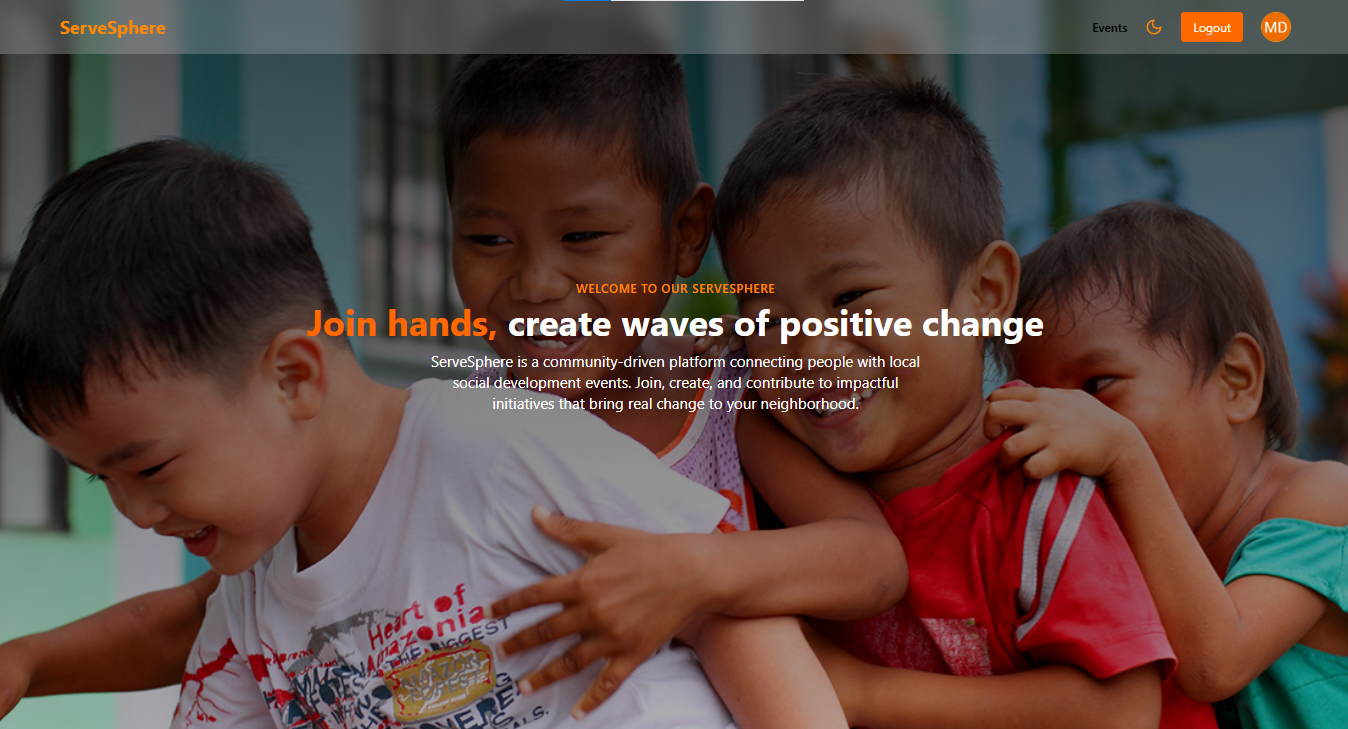 ServeSphere
Events
Logout
MD
WELCOME TO OUR SERVESPHERE
Join hands, create waves of positive change
ServeSphere is a community-driven platform connecting people with local
social development events. Join, create, and contribute to impactful
initiatives that bring real change to your neighborhood.
Heart of
Amazonia
THE BIGGEST